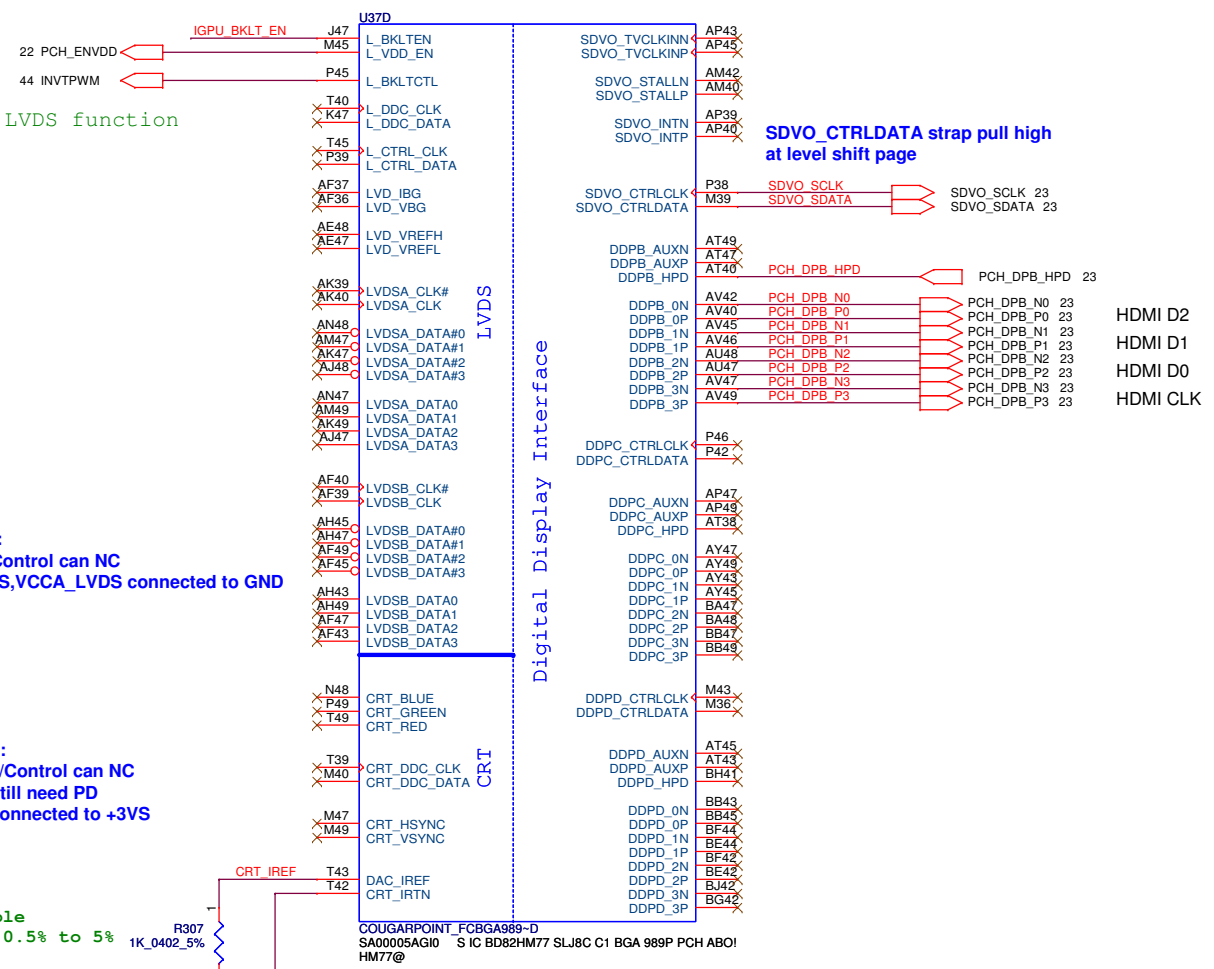 U37D
IGPU_BKLT_EN J47 L_BKLTEN
22 PCH_ENVDD M45 L_VDD_EN
44 INVTPWM P45 L_BKLTCTL
LVDS function
T40 L_DDC_CLK
K47 L_DDC_DATA
T45 L_CTRL_CLK
P39 L_CTRL_DATA
AF37 LVD_IBG
AF36 LVD_VBG
AE48 LVD_VREFH
AE47 LVD_VREFL
AK39 LVDSA_CLK#
AK40 LVDSA_CLK
AN48 LVDSA_DATA#0
AM47 LVDSA_DATA#1
AK47 LVDSA_DATA#2
AJ48 LVDSA_DATA#3
AN47 LVDSA_DATA0
AM49 LVDSA_DATA1
AK49 LVDSA_DATA2
AJ47 LVDSA_DATA3
AF40 LVDSB_CLK#
AF39 LVDSB_CLK
AH45 LVDSB_DATA#0
AH47 LVDSB_DATA#1
AF49 LVDSB_DATA#2
AF45 LVDSB_DATA#3
AH43 LVDSB_DATA0
AH49 LVDSB_DATA1
AF47 LVDSB_DATA2
AF43 LVDSB_DATA3
LVDS
:
Control can NC
S,VCCA_LVDS connected to GND
N48 CRT_BLUE
P49 CRT_GREEN
T49 CRT_RED
T39 CRT_DDC_CLK
M40 CRT_DDC_DATA
M47 CRT_HSYNC
M49 CRT_VSYNC
CRT_IREF T43 DAC_IREF
T42 CRT_IRTN
CRT
:
/Control can NC
till need PD
onnected to +3VS
ble
0.5% to 5%
1
R307
1K_0402_5%
Digital Display Interface
SDVO_TVCLKINN AP43
SDVO_TVCLKINP AP45
SDVO_STALLN AM42
SDVO_STALLP AM40
SDVO_INTN AP39
SDVO_INTP AP40
SDVO_CTRLDATA strap pull high
at level shift page
SDVO_CTRLCLK P38 SDVO_SCLK SDVO_SCLK 23
SDVO_CTRLDATA M39 SDVO_SDATA SDVO_SDATA 23
DDPB_AUXN AT49
DDPB_AUXP AT47
DDPB_HPD AT40 PCH_DPB_HPD PCH_DPB_HPD 23
DDPB_0N AV42 PCH_DPB_N0 PCH_DPB_N0 23
DDPB_0P AV40 PCH_DPB_P0 PCH_DPB_P0 23 HDMI D2
DDPB_1N AV45 PCH_DPB_N1 PCH_DPB_N1 23
DDPB_1P AV46 PCH_DPB_P1 PCH_DPB_P1 23 HDMI D1
DDPB_2N AU48 PCH_DPB_N2 PCH_DPB_N2 23
DDPB_2P AU47 PCH_DPB_P2 PCH_DPB_P2 23 HDMI D0
DDPB_3N AV47 PCH_DPB_N3 PCH_DPB_N3 23
DDPB_3P AV49 PCH_DPB_P3 PCH_DPB_P3 23 HDMI CLK
DDPC_CTRLCLK P46
DDPC_CTRLDATA P42
DDPC_AUXN AP47
DDPC_AUXP AP49
DDPC_HPD AT38
DDPC_0N AY47
DDPC_0P AY49
DDPC_1N AY43
DDPC_1P AY45
DDPC_2N BA47
DDPC_2P BA48
DDPC_3N BB47
DDPC_3P BB49
DDPD_CTRLCLK M43
DDPD_CTRLDATA M36
DDPD_AUXN AT45
DDPD_AUXP AT43
DDPD_HPD BH41
DDPD_0N BB43
DDPD_0P BB45
DDPD_1N BF44
DDPD_1P BE44
DDPD_2N BF42
DDPD_2P BE42
DDPD_3N BJ42
DDPD_3P BG42
COUGARPOINT_FCBGA989~D
SA00005AGI0 S IC BD82HM77 SLJ8C C1 BGA 989P PCH ABO!
HM77@